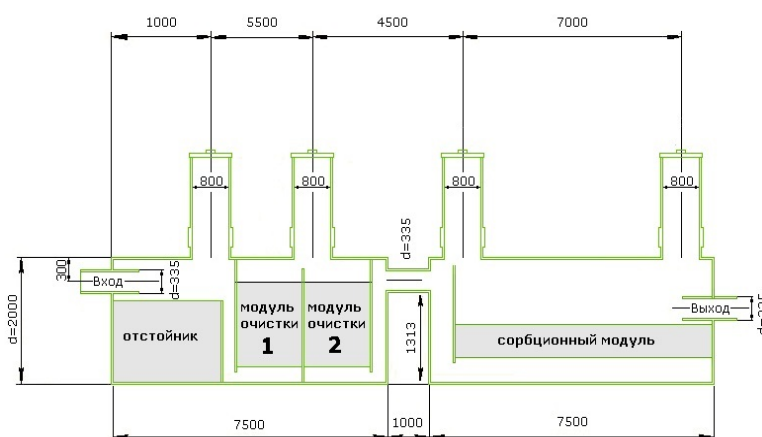 1000
5500
4500
7000
800
800
800
800
d=335
300
Вход
d=335
d=2000
отстойник
модуль
очистки
1
модуль
очистки
2
1313
сорбционный модуль
Выход
d=335
7500
1000
7500